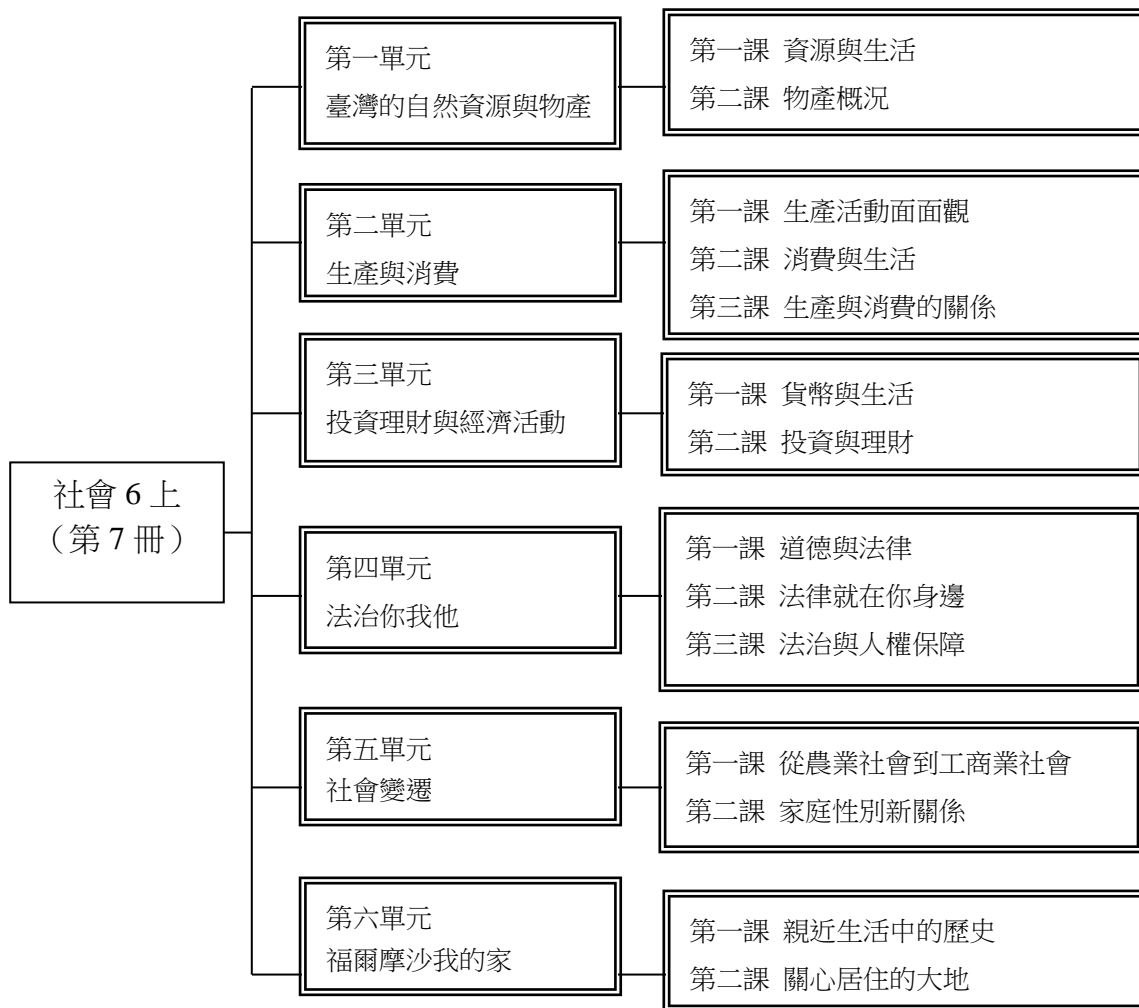 社會 6 上
（第 7 冊）
第一單元
臺灣的自然資源與物產
第一課 資源與生活
第二課 物產概況
第二單元
生產與消費
第一課 生產活動面面觀
第二課 消費與生活
第三課 生產與消費的關係
第三單元
投資理財與經濟活動
第一課 貨幣與生活
第二課 投資與理財
第四單元
法治你我他
第一課 道德與法律
第二課 法律就在你身邊
第三課 法治與人權保障
第五單元
社會變遷
第一課 從農業社會到工商業社會
第二課 家庭性別新關係
第六單元
福爾摩沙我的家
第一課 親近生活中的歷史
第二課 關心居住的大地